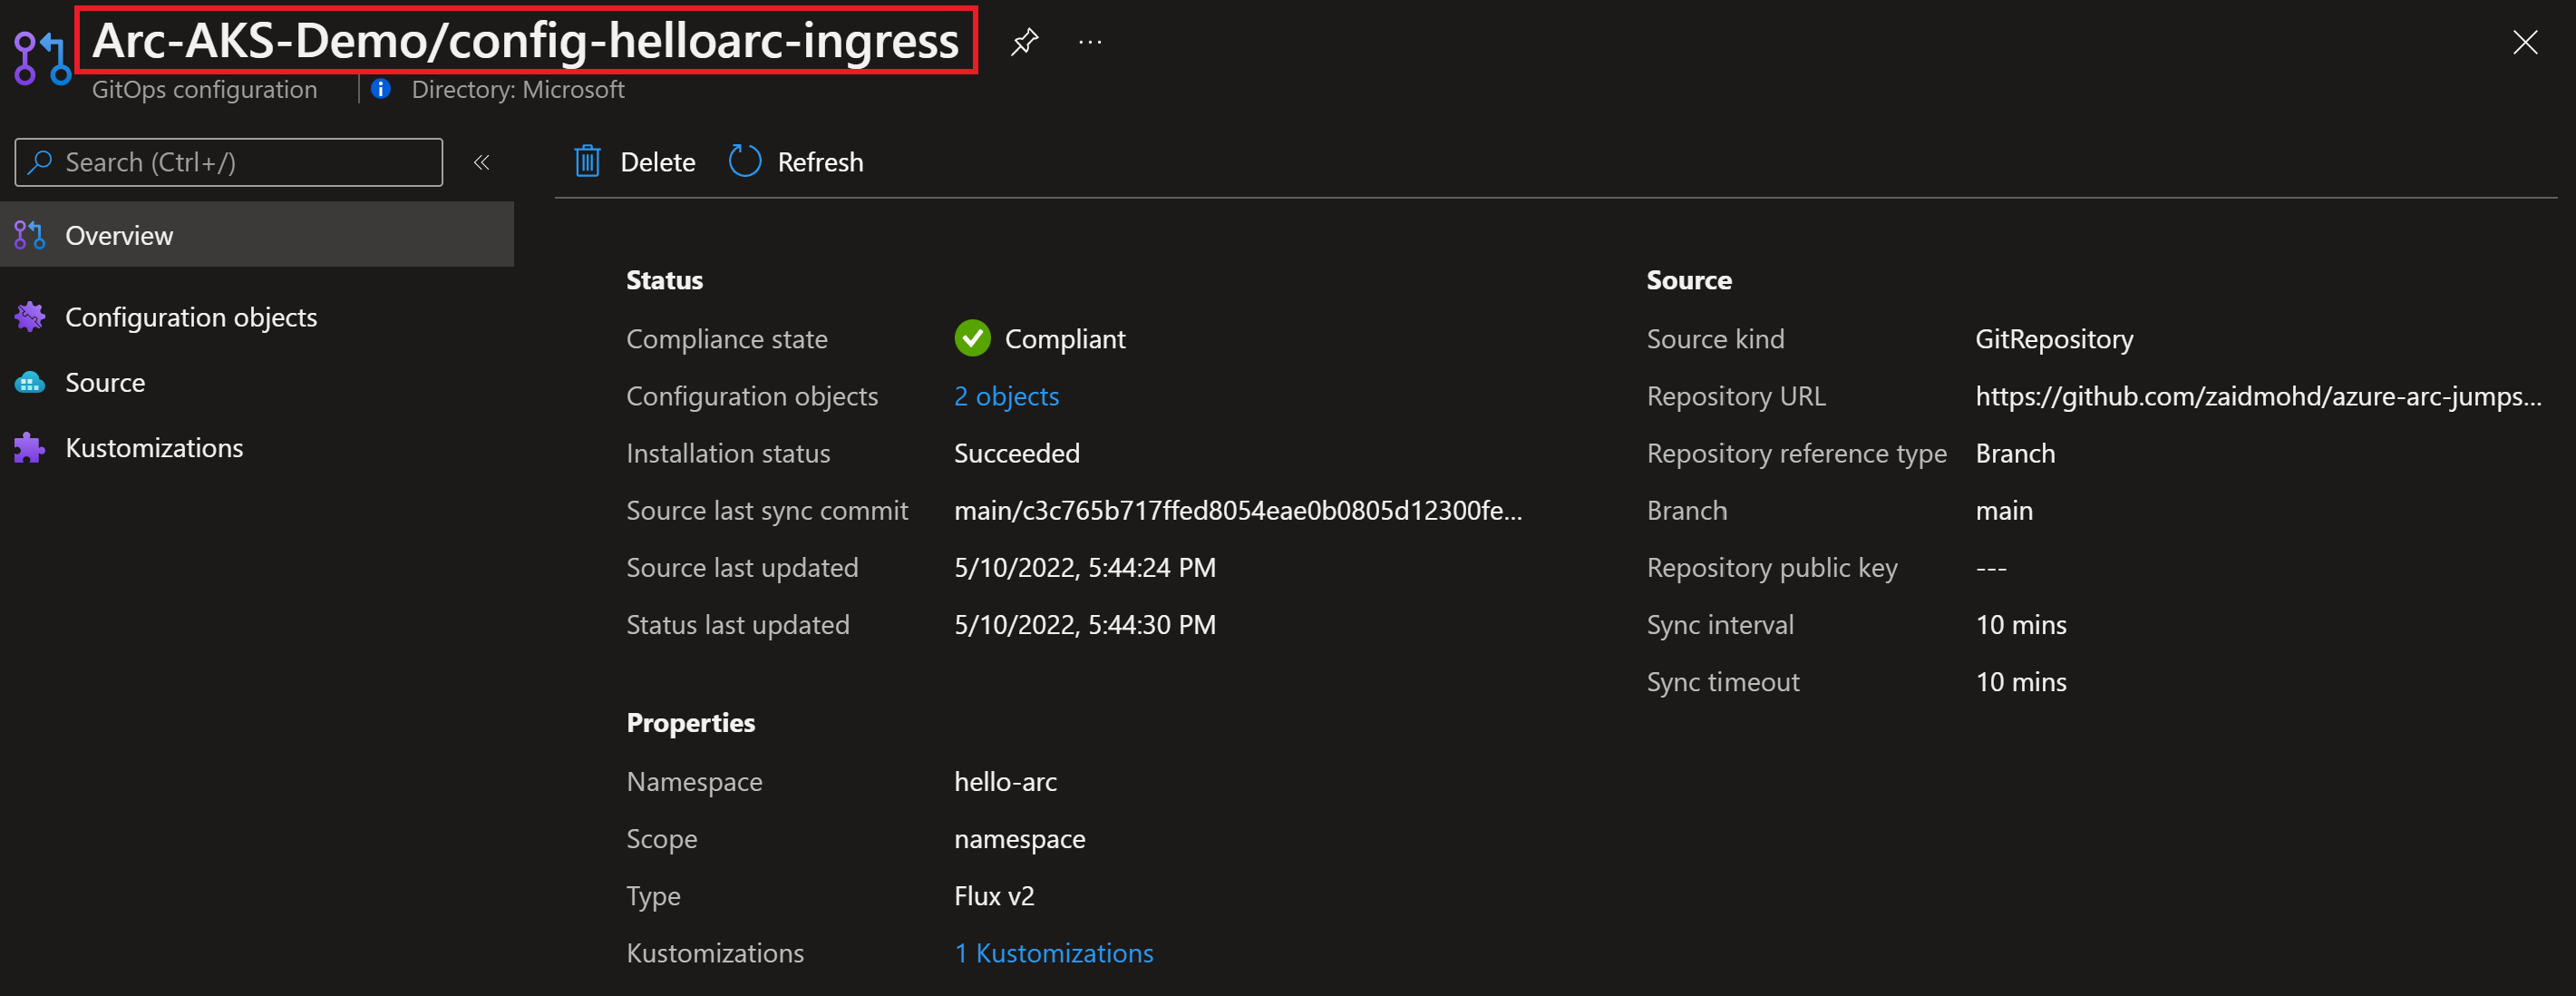 Arc-AKS-Demo/config-helloarc-ingress
GitOps configuration
Directory: Microsoft
Search (Ctrl+/)
Delete
Refresh
Overview
Configuration objects
Source
Kustomizations
Status
Compliance state Compliant
Configuration objects 2 objects
Installation status Succeeded
Source last sync commit main/c3c765b717ffed8054eae0b0805d12300fe...
Source last updated 5/10/2022, 5:44:24 PM
Status last updated 5/10/2022, 5:44:30 PM
Properties
Namespace hello-arc
Scope namespace
Type Flux v2
Kustomizations 1 Kustomizations
Source
Source kind GitRepository
Repository URL https://github.com/zaidmohd/azure-arc-jumps...
Repository reference type Branch
Branch main
Repository public key ---
Sync interval 10 mins
Sync timeout 10 mins